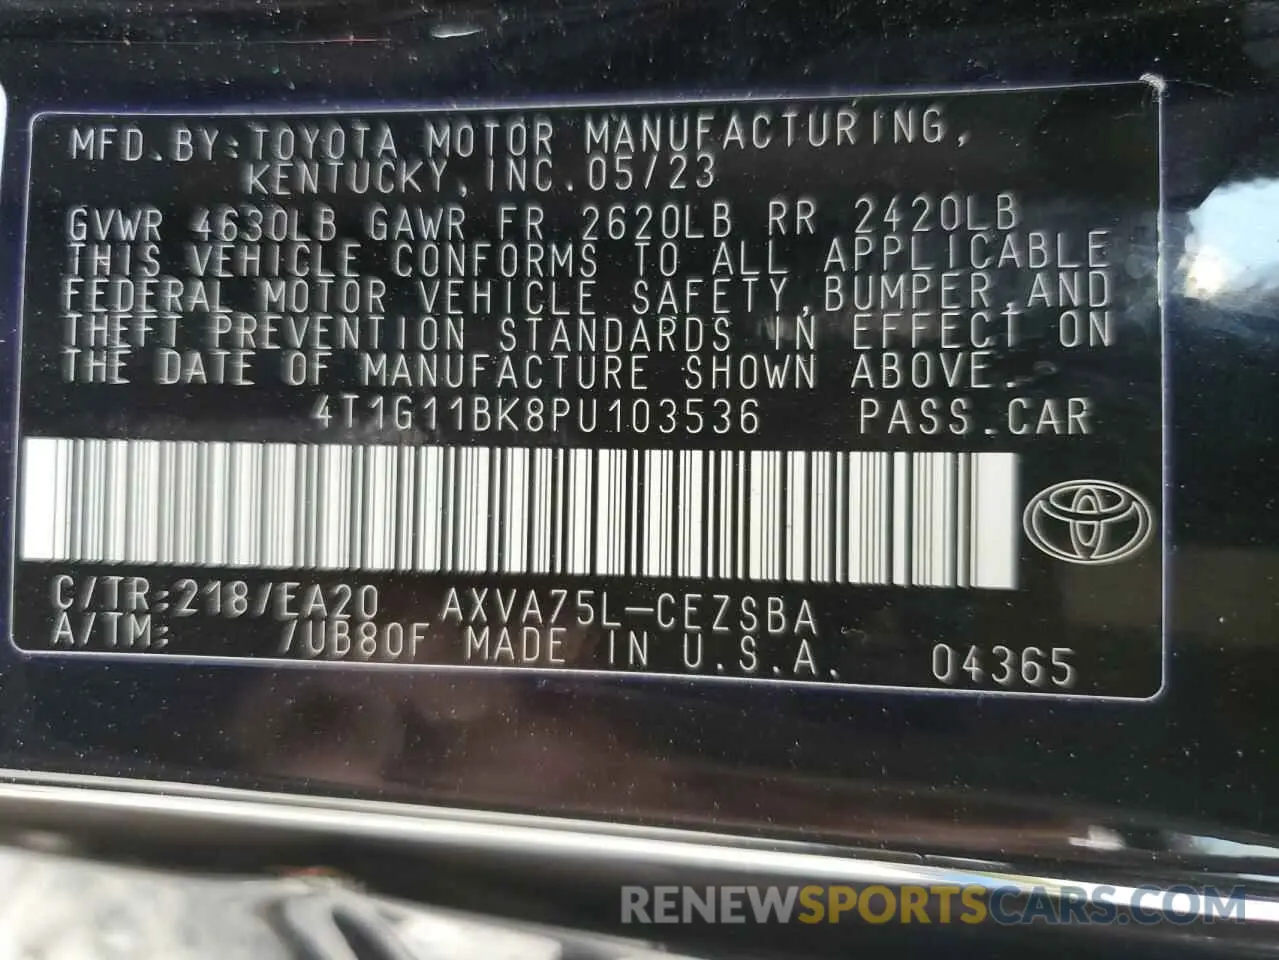 MFD.BY:TOYOTA MOTOR MANUFACTURING,
KENTUCKY,INC.05/23
GVWR 4630LB GAWR FR 2620LB RR 2420LB
THIS VEHICLE CONFORMS TO ALL APPLICABLE
FEDERAL MOTOR VEHICLE SAFETY,BUMPER,AND
THEFT PREVENTION STANDARDS IN EFFECT ON
THE DATE OF MANUFACTURE SHOWN ABOVE.
4T1G11BK8PU103536 PASS.CAR
C/TR:218/EA20 AXVA75L-CEZSBA
A/TM: /UB80F MADE IN U.S.A. 04365
RENEWSPORTSCARS.COM